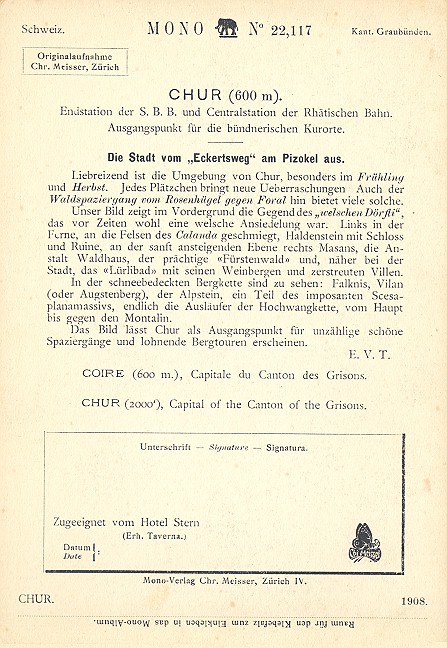 Schweiz.
MONO Nº 22,117
Kant. Graubünden.
Originalaufnahme
Chr. Meisser, Zürich
CHUR (600 m).
Endstation der S. B. B. und Centralstation der Rhätischen Bahn.
Ausgangspunkt für die bündnerischen Kurorte.
Die Stadt vom „Eckertsweg“ am Pizokel aus.
Liebreizend ist die Umgebung von Chur, besonders im Frühling
und Herbst. Jedes Plätzchen bringt neue Ueberraschungen Auch der
Waldspaziergang vom Rosenhügel gegen Foral hin bietet viele solche.
Unser Bild zeigt im Vordergrund die Gegend des „welschen Dörfli“,
das vor Zeiten wohl eine welsche Ansiedelung war. Links in der
Ferne, an die Felsen des Calanda geschmiegt, Haldenstein mit Schloss
und Ruine, an der sanft ansteigenden Ebene rechts Masans, die An-
stalt Waldhaus, der prächtige «Fürstenwald» und, näher bei der
Stadt, das «Lürlibad» mit seinen Weinbergen und zerstreuten Villen.
In der schneebedeckten Bergkette sind zu sehen: Falknis, Vilan
(oder Augstenberg), der Alpstein, ein Teil des imposanten Scesa-
planamassivs, endlich die Ausläufer der Hochwangkette, vom Haupt
bis gegen den Montalin.
Das Bild lässt Chur als Ausgangspunkt für unzählige schöne
Spaziergänge und lohnende Bergtouren erscheinen.
E. V. T.
COIRE (600 m.), Capitale du Canton des Grisons.
CHUR (2000'), Capital of the Canton of the Grisons.
Unterschrift — Signature — Signatura.
Zugeeignet vom Hotel Stern
(Erh. Taverna.)
Datum
Date :
Chr. Meisser
Mono-Verlag Chr. Meisser, Zürich IV.
CHUR.
1908.
Raum für den Klebefalz zum Einkleben in das Mono-Album.